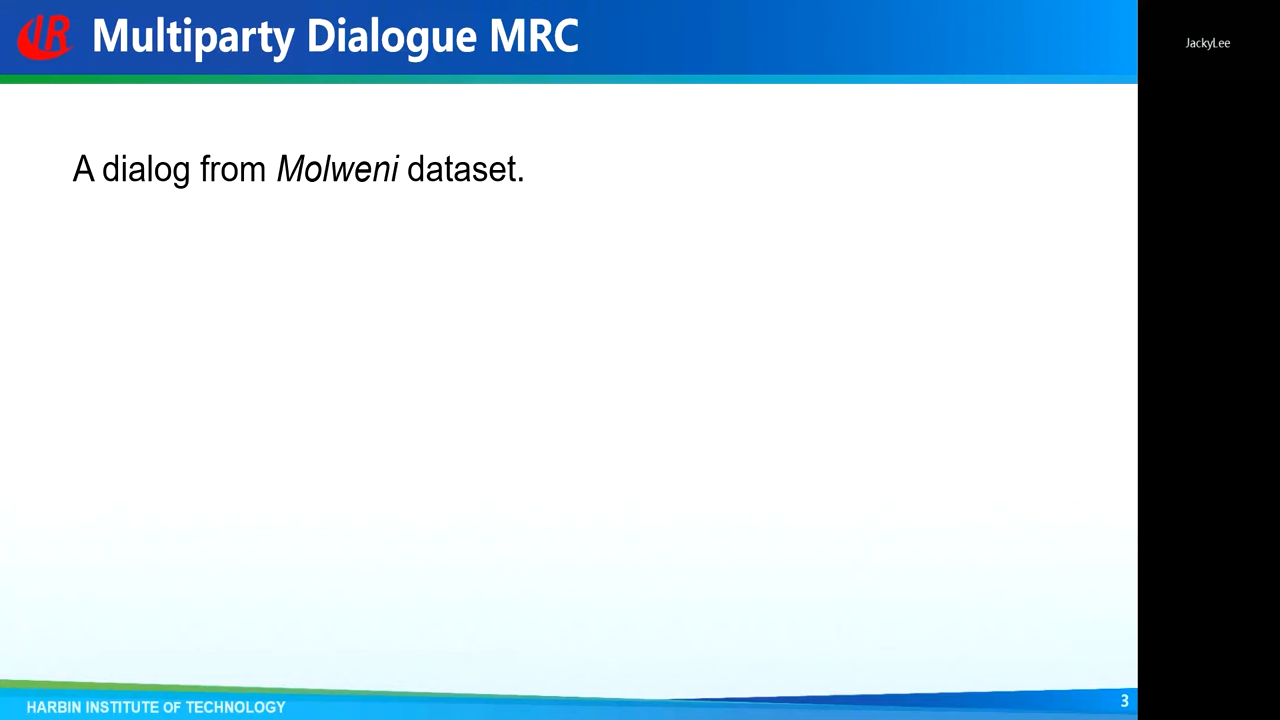 Multiparty Dialogue MRC
JackyLee
A dialog from Molweni dataset.
HARBIN INSTITUTE OF TECHNOLOGY
3